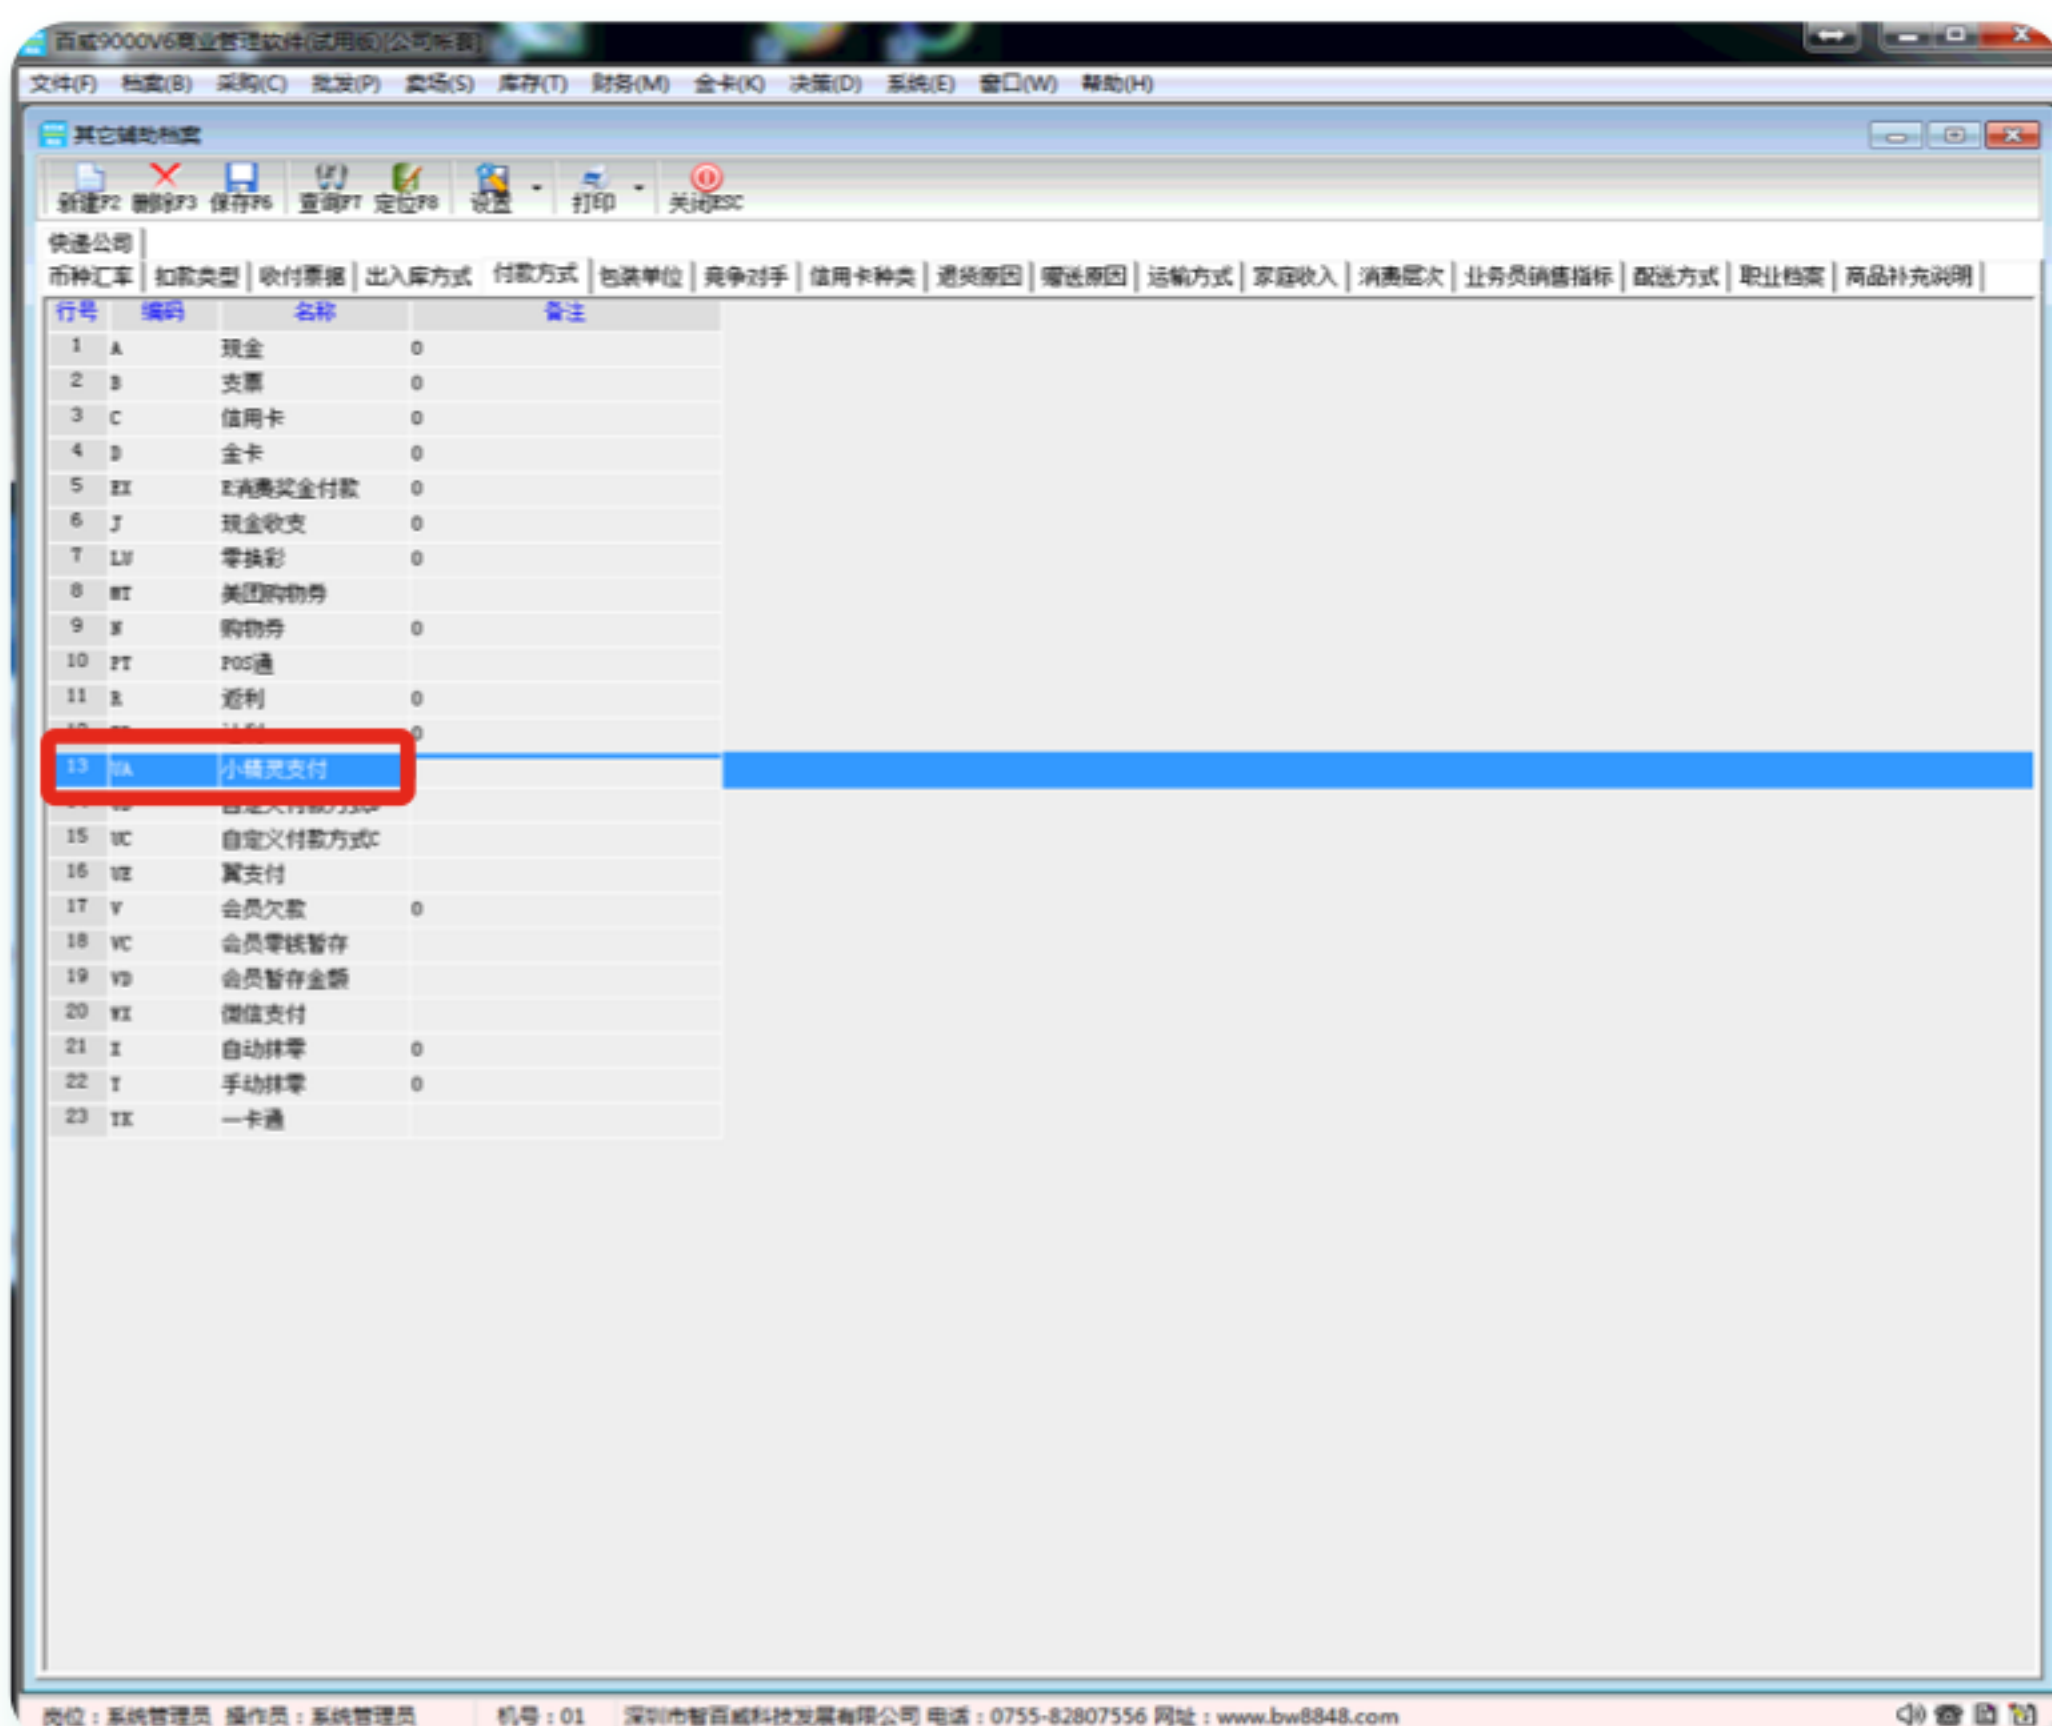 百威9000V6商业管理软件(试用版)[公司帐套]
文件(F) 档案(B) 采购(C) 批发(P) 卖场(S) 库存(T) 财务(M) 金卡(K) 决策(D) 系统(E) 窗口(W) 帮助(H)
其它辅助档案
新建F2 删除F3 保存F6 查询F7 定位F8 设置 打印 关闭ESC
快递公司
币种汇率 扣款类型 收付票据 出入库方式 付款方式 包装单位 竞争对手 信用卡种类 退货原因 赠送原因 运输方式 家庭收入 消费层次 业务员销售指标 配送方式 职业档案 商品补充说明
行号 编码 名称 备注
1 A 现金 0
2 B 支票 0
3 C 信用卡 0
4 D 金卡 0
5 EX E消费奖金付款 0
6 J 现金收支 0
7 LU 零换彩 0
8 MT 美团购物券
9 N 购物券 0
10 PT POS通
11 R 返利 0
0
13 UA 小精灵支付
自定义付款方式
15 UC 自定义付款方式C
16 UE 翼支付
17 V 会员欠款 0
18 VC 会员零钱暂存
19 VD 会员暂存金额
20 WX 微信支付
21 X 自动抹零 0
22 Y 手动抹零 0
23 YK 一卡通
岗位：系统管理员 操作员：系统管理员 机号：01 深圳市智百威科技发展有限公司 电话：0755-82807556 网址：www.bw8848.com